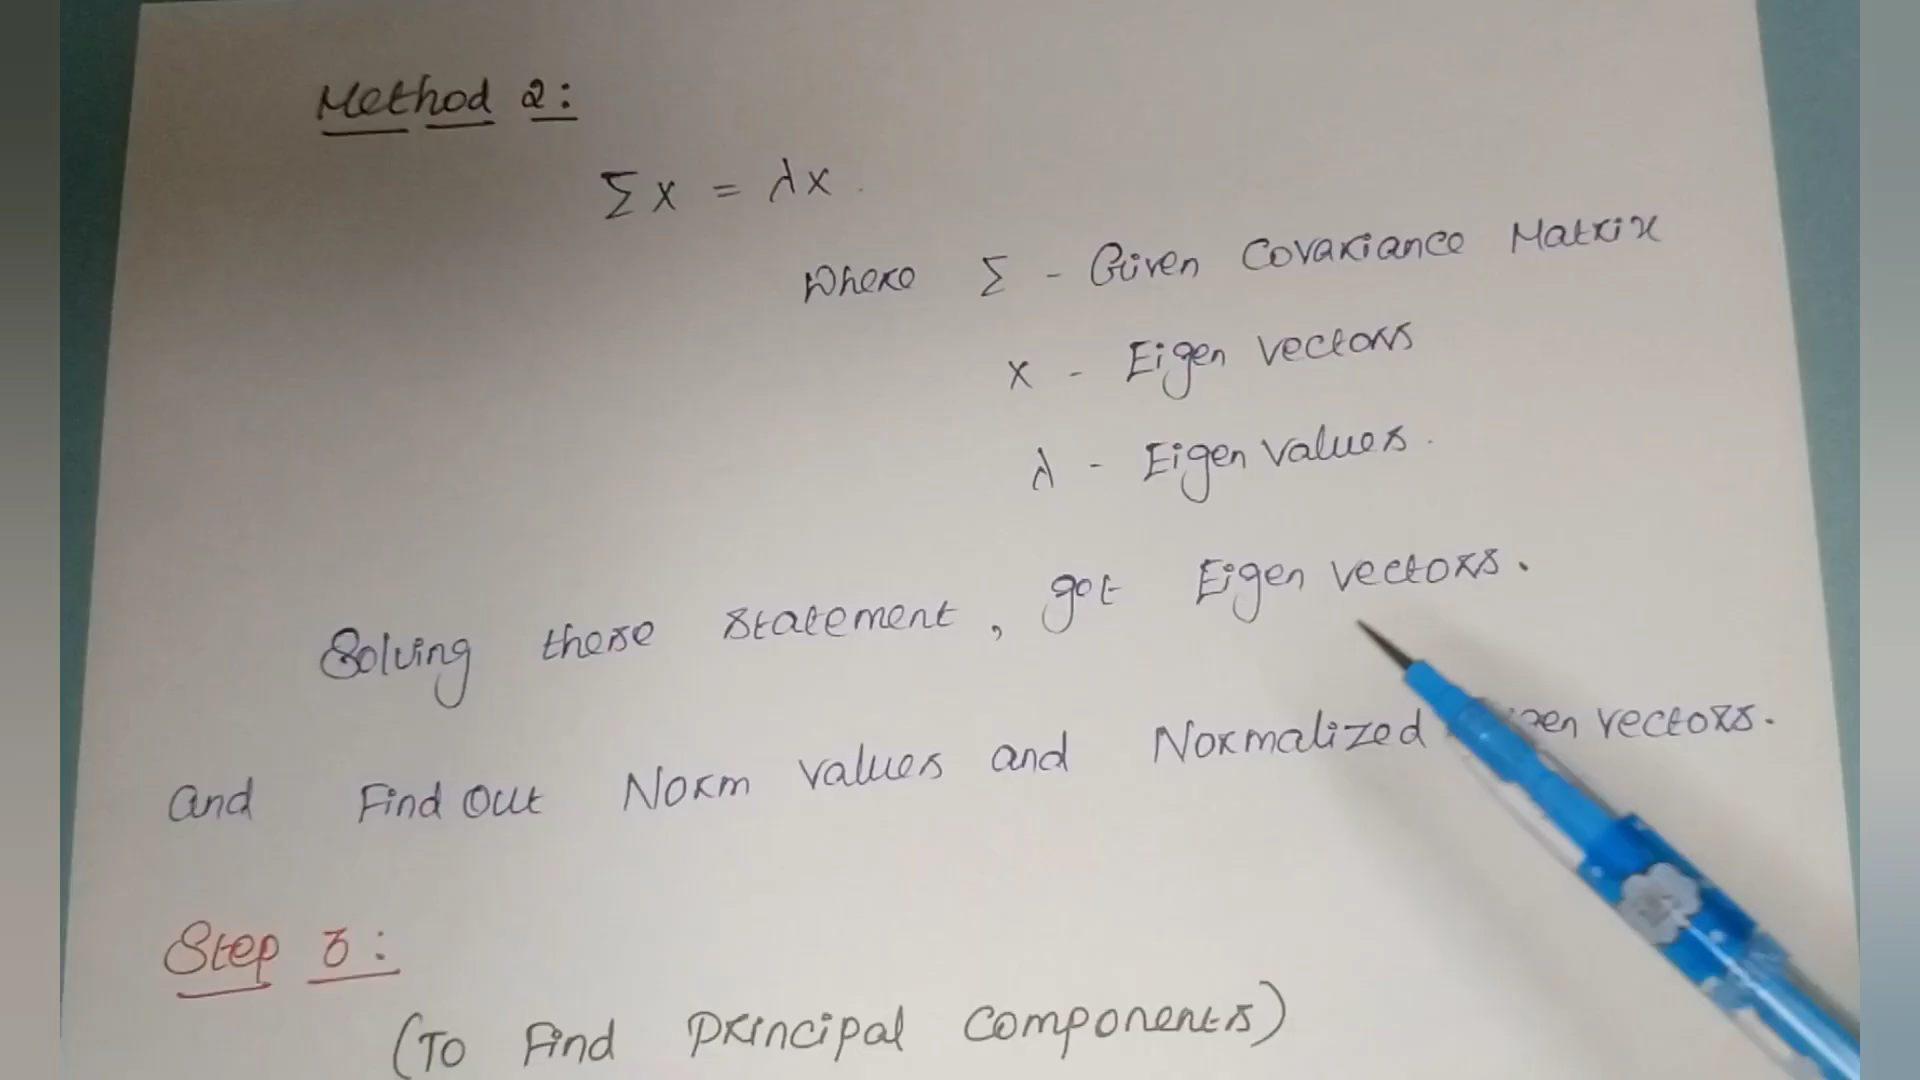 Method 2:
Σx = λx.
Where Σ - Given Covariance Matrix
x - Eigen vectors
λ - Eigen values.
Solving these statement, got Eigen vectors.
and Find Out Norm values and Normalized vectors.
Step 3:
(To Find principal components)